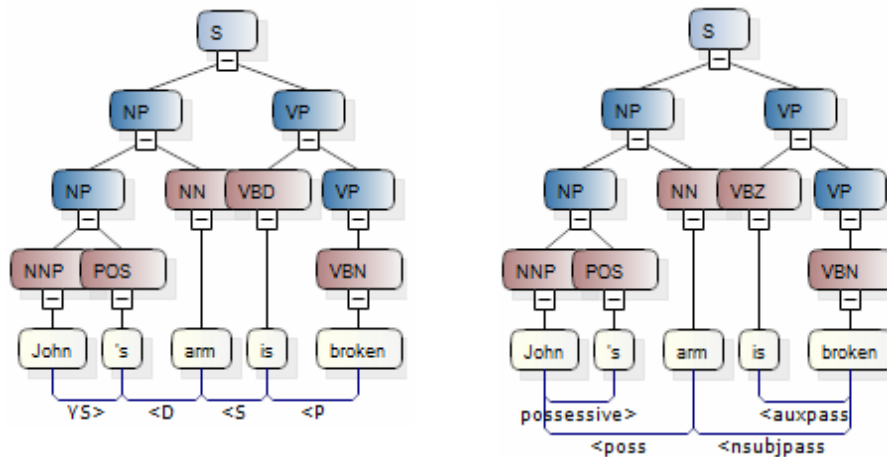 S S
NP VP NP VP
NP NN VBD VP NP NN VBZ VP
NNP POS VBN NNP POS VBN
John 's arm is broken John 's arm is broken
YS> <D <S <P possessive> <auxpass
<poss <nsubjpass